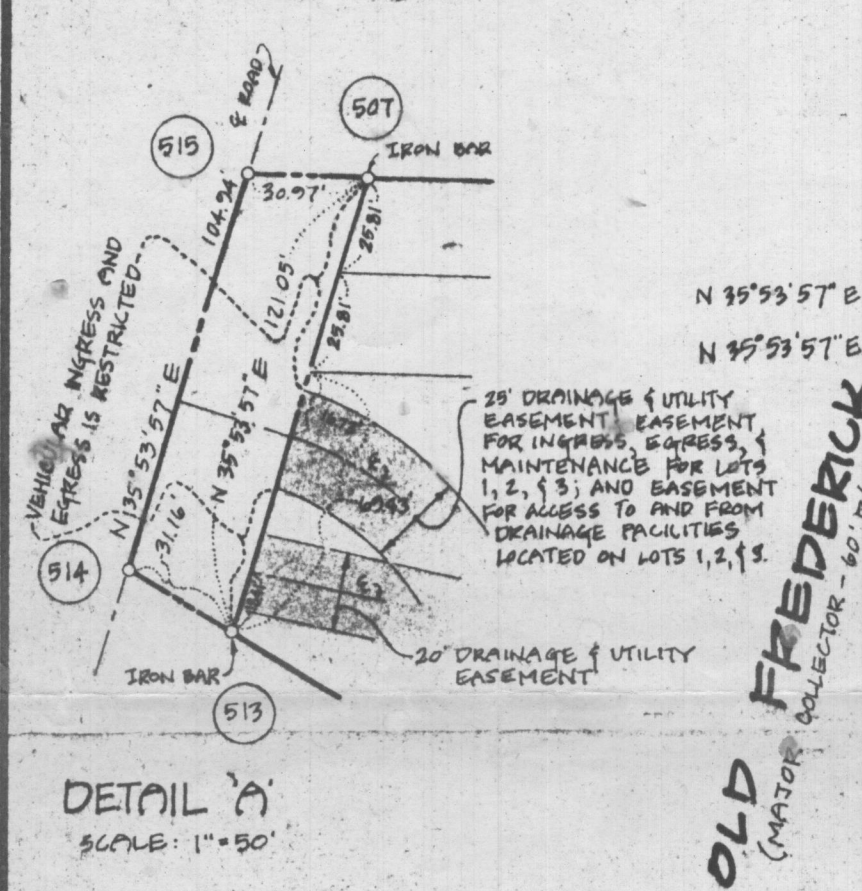 ℄ ROAD
507
515
IRON BAR
30.97'
104.94'
25.81'
121.05'
25.81'
VEHICULAR INGRESS AND
EGRESS IS RESTRICTED
N 35°53'57" E
N 35°53'57" E
31.16'
514
IRON BAR
513
25' DRAINAGE & UTILITY
EASEMENT, EASEMENT
FOR INGRESS, EGRESS, &
MAINTENANCE FOR LOTS
1, 2, & 3; AND EASEMENT
FOR ACCESS TO AND FROM
DRAINAGE FACILITIES
LOCATED ON LOTS 1, 2, & 3.
20' DRAINAGE & UTILITY
EASEMENT
N 35°53'57" E
N 35°53'57" E
OLD FREDERICK
(MAJOR COLLECTOR - 60'
DETAIL 'A'
SCALE: 1"=50'